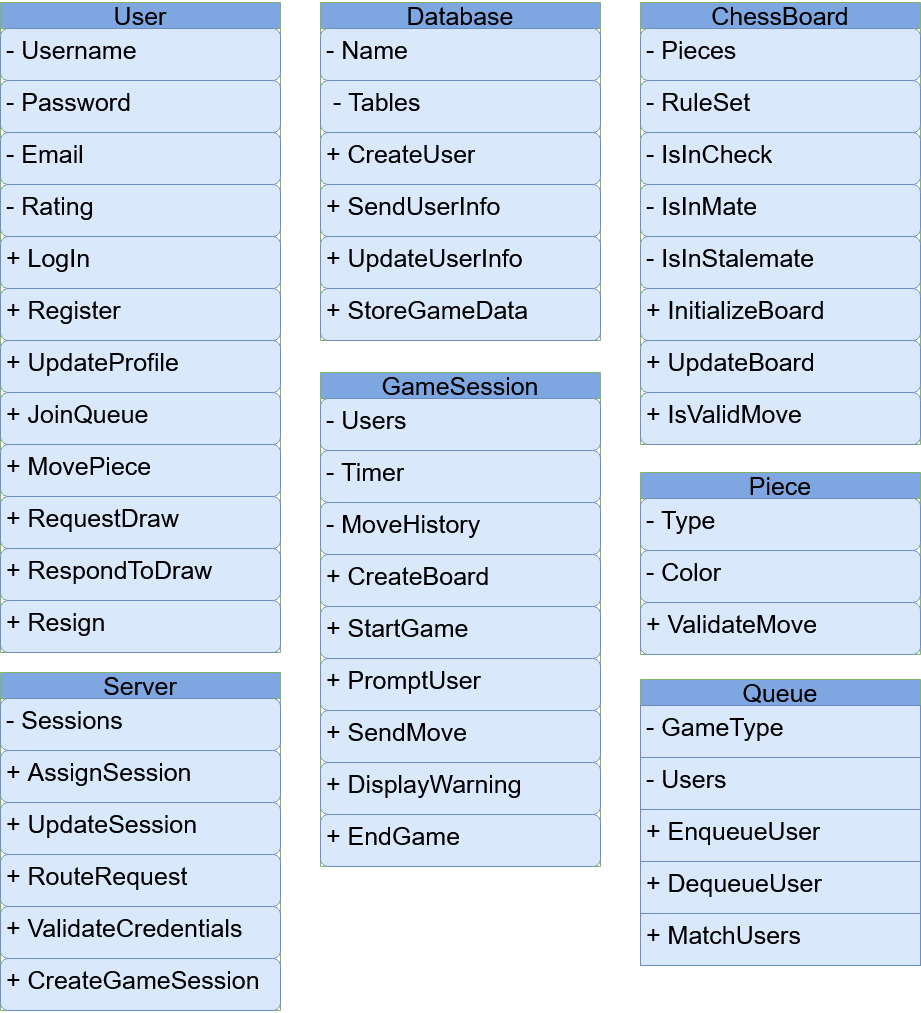 User
- Username
- Password
- Email
- Rating
+ LogIn
+ Register
+ UpdateProfile
+ JoinQueue
+ MovePiece
+ RequestDraw
+ RespondToDraw
+ Resign
Server
- Sessions
+ AssignSession
+ UpdateSession
+ RouteRequest
+ ValidateCredentials
+ CreateGameSession
Database
- Name
- Tables
+ CreateUser
+ SendUserInfo
+ UpdateUserInfo
+ StoreGameData
GameSession
- Users
- Timer
- MoveHistory
+ CreateBoard
+ StartGame
+ PromptUser
+ SendMove
+ DisplayWarning
+ EndGame
ChessBoard
- Pieces
- RuleSet
- IsInCheck
- IsInMate
- IsInStalemate
+ InitializeBoard
+ UpdateBoard
+ IsValidMove
Piece
- Type
- Color
+ ValidateMove
Queue
- GameType
- Users
+ EnqueueUser
+ DequeueUser
+ MatchUsers